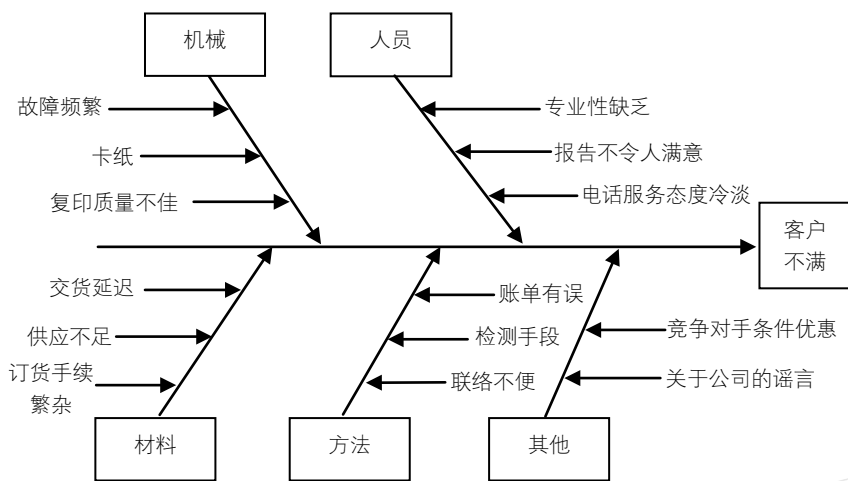 机械
人员
故障频繁
专业性缺乏
卡纸
报告不令人满意
复印质量不佳
电话服务态度冷淡
客户
不满
交货延迟
账单有误
供应不足
检测手段
竞争对手条件优惠
订货手续
繁杂
联络不便
关于公司的谣言
材料
方法
其他